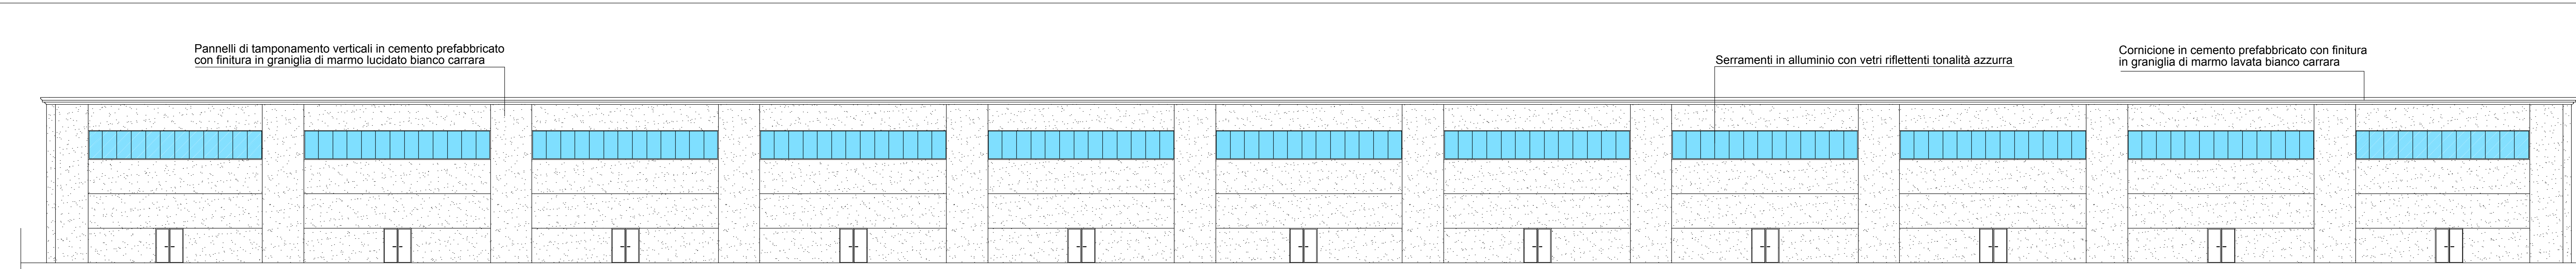 Pannelli di tamponamento verticali in cemento prefabbricato
con finitura in graniglia di marmo lucidato bianco carrara
Serramenti in alluminio con vetri riflettenti tonalità azzurra
Cornicione in cemento prefabbricato con finitura
in graniglia di marmo lavata bianco carrara